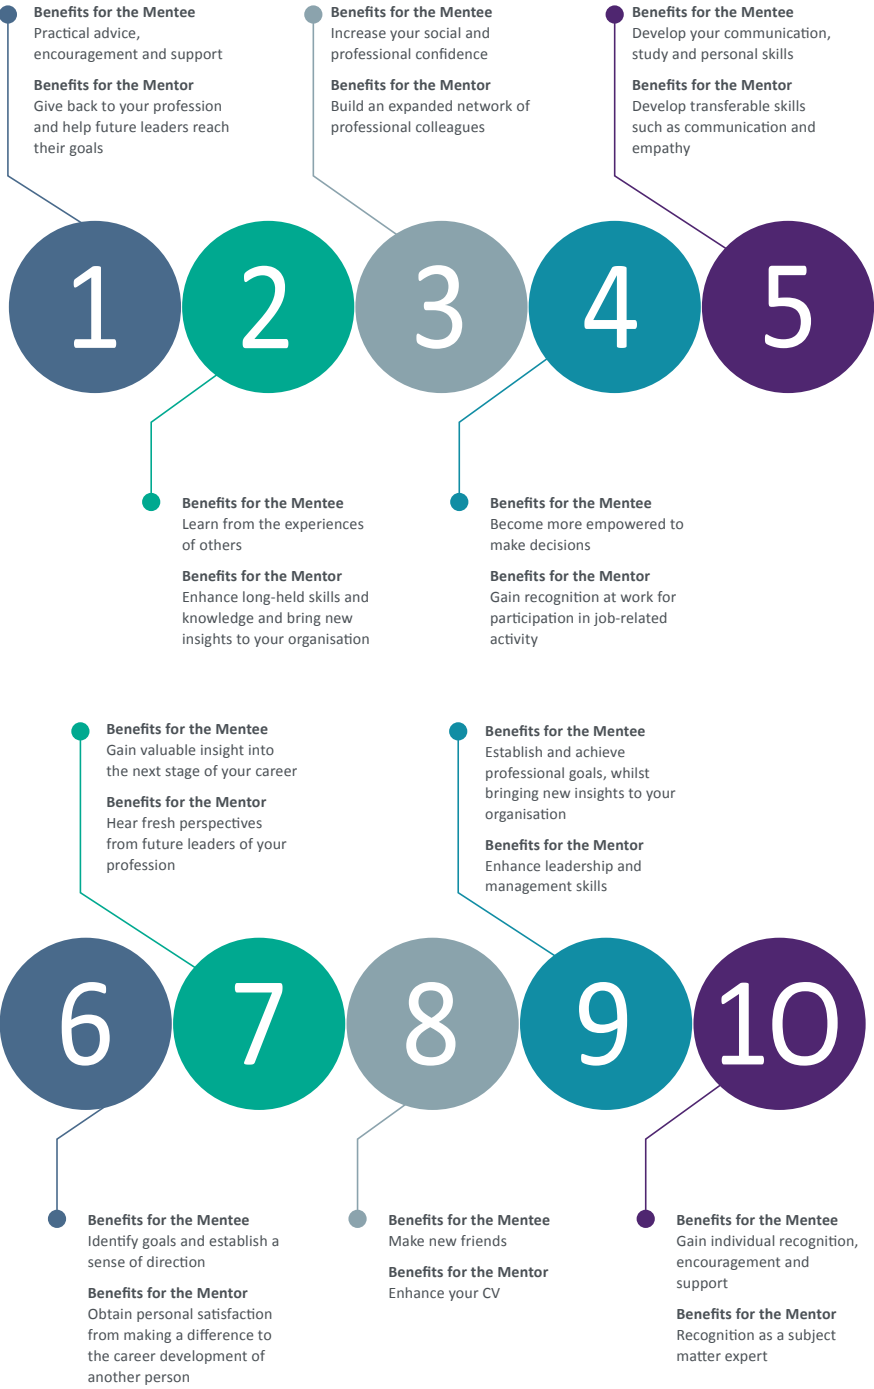 Benefits for the Mentee
Practical advice,
encouragement and support
Benefits for the Mentor
Give back to your profession
and help future leaders reach
their goals
Benefits for the Mentee
Increase your social and
professional confidence
Benefits for the Mentor
Build an expanded network of
professional colleagues
Benefits for the Mentee
Develop your communication,
study and personal skills
Benefits for the Mentor
Develop transferable skills
such as communication and
empathy
1
2
3
4
5
Benefits for the Mentee
Learn from the experiences
of others
Benefits for the Mentor
Enhance long-held skills and
knowledge and bring new
insights to your organisation
Benefits for the Mentee
Become more empowered to
make decisions
Benefits for the Mentor
Gain recognition at work for
participation in job-related
activity
Benefits for the Mentee
Gain valuable insight into
the next stage of your career
Benefits for the Mentor
Hear fresh perspectives
from future leaders of your
profession
Benefits for the Mentee
Establish and achieve
professional goals, whilst
bringing new insights to your
organisation
Benefits for the Mentor
Enhance leadership and
management skills
6
7
8
9
10
Benefits for the Mentee
Identify goals and establish a
sense of direction
Benefits for the Mentor
Obtain personal satisfaction
from making a difference to
the career development of
another person
Benefits for the Mentee
Make new friends
Benefits for the Mentor
Enhance your CV
Benefits for the Mentee
Gain individual recognition,
encouragement and
support
Benefits for the Mentor
Recognition as a subject
matter expert